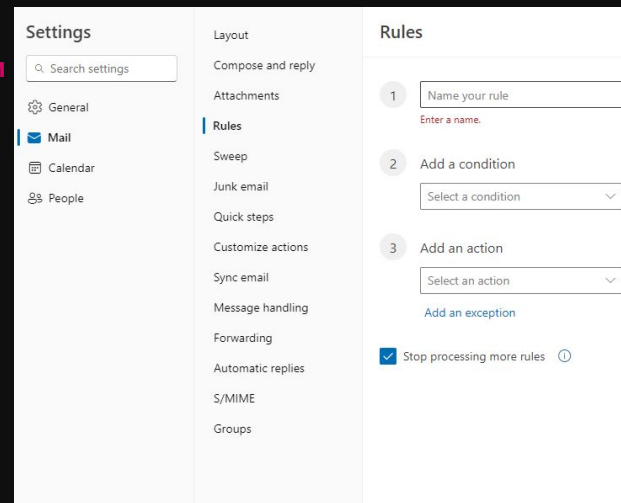 Settings
Search settings
General
Mail
Calendar
People
Layout
Compose and reply
Attachments
Rules
Sweep
Junk email
Quick steps
Customize actions
Sync email
Message handling
Forwarding
Automatic replies
S/MIME
Groups
Rules
1
Name your rule
Enter a name.
2
Add a condition
Select a condition
3
Add an action
Select an action
Add an exception
Stop processing more rules